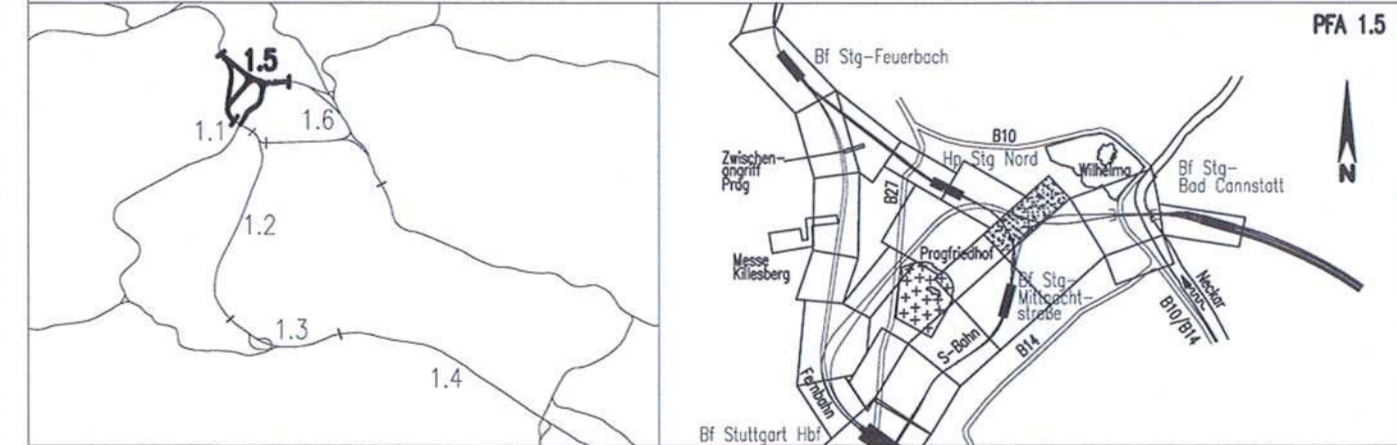 1.5
1.1
1.6
1.2
1.3
1.4
PFA 1.5
Bf Stg-Feuerbach
B10
Zwischen-
angriff
Prag
Hp Stg Nord
Wilhelma
Bf Stg-
Bad Cannstatt
N
B27
Messe
Killesberg
Pragfriedhof
Bf Stg-
Mittnacht-
straße
Neckar
B10/B14
S-Bahn
B14
Fernbahn
Bf Stuttgart Hbf